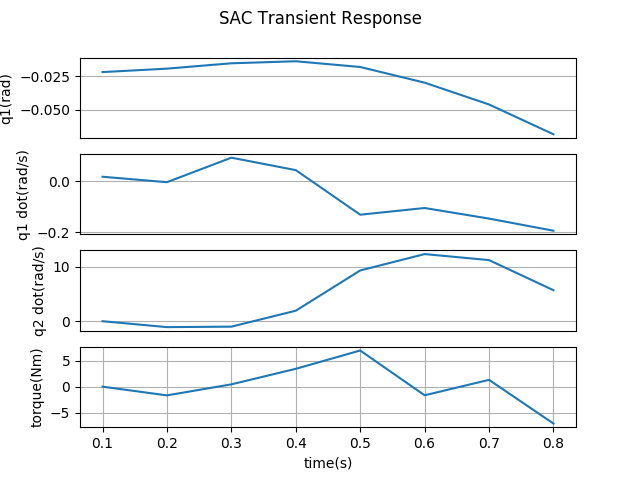 SAC Transient Response
q1(rad)
−0.025
−0.050
q1 dot(rad/s)
0.0
−0.2
q2 dot(rad/s)
10
0
torque(Nm)
5
0
−5
0.1 0.2 0.3 0.4 0.5 0.6 0.7 0.8
time(s)